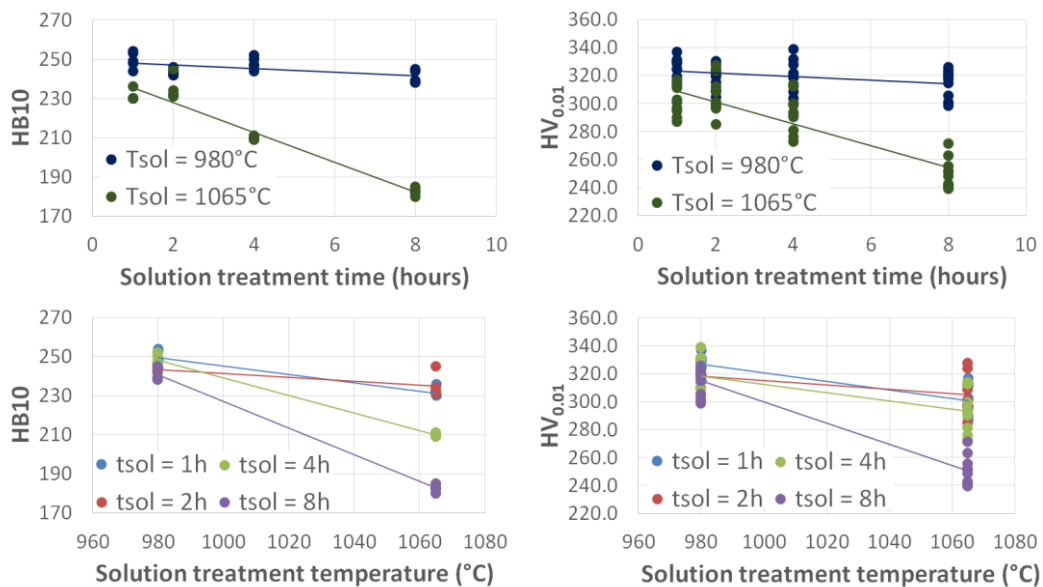 270
250
230
210
190
170
HB10
Tsol = 980°C
Tsol = 1065°C
0 2 4 6 8 10
Solution treatment time (hours)
360.0
340.0
320.0
300.0
280.0
260.0
240.0
220.0
HV0.01
Tsol = 980°C
Tsol = 1065°C
0 2 4 6 8 10
Solution treatment time (hours)
270
250
230
210
190
170
HB10
tsol = 1h tsol = 4h
tsol = 2h tsol = 8h
960 980 1000 1020 1040 1060 1080
Solution treatment temperature (°C)
360.0
340.0
320.0
300.0
280.0
260.0
240.0
220.0
HV0.01
tsol = 1h tsol = 4h
tsol = 2h tsol = 8h
960 980 1000 1020 1040 1060 1080
Solution treatment temperature (°C)